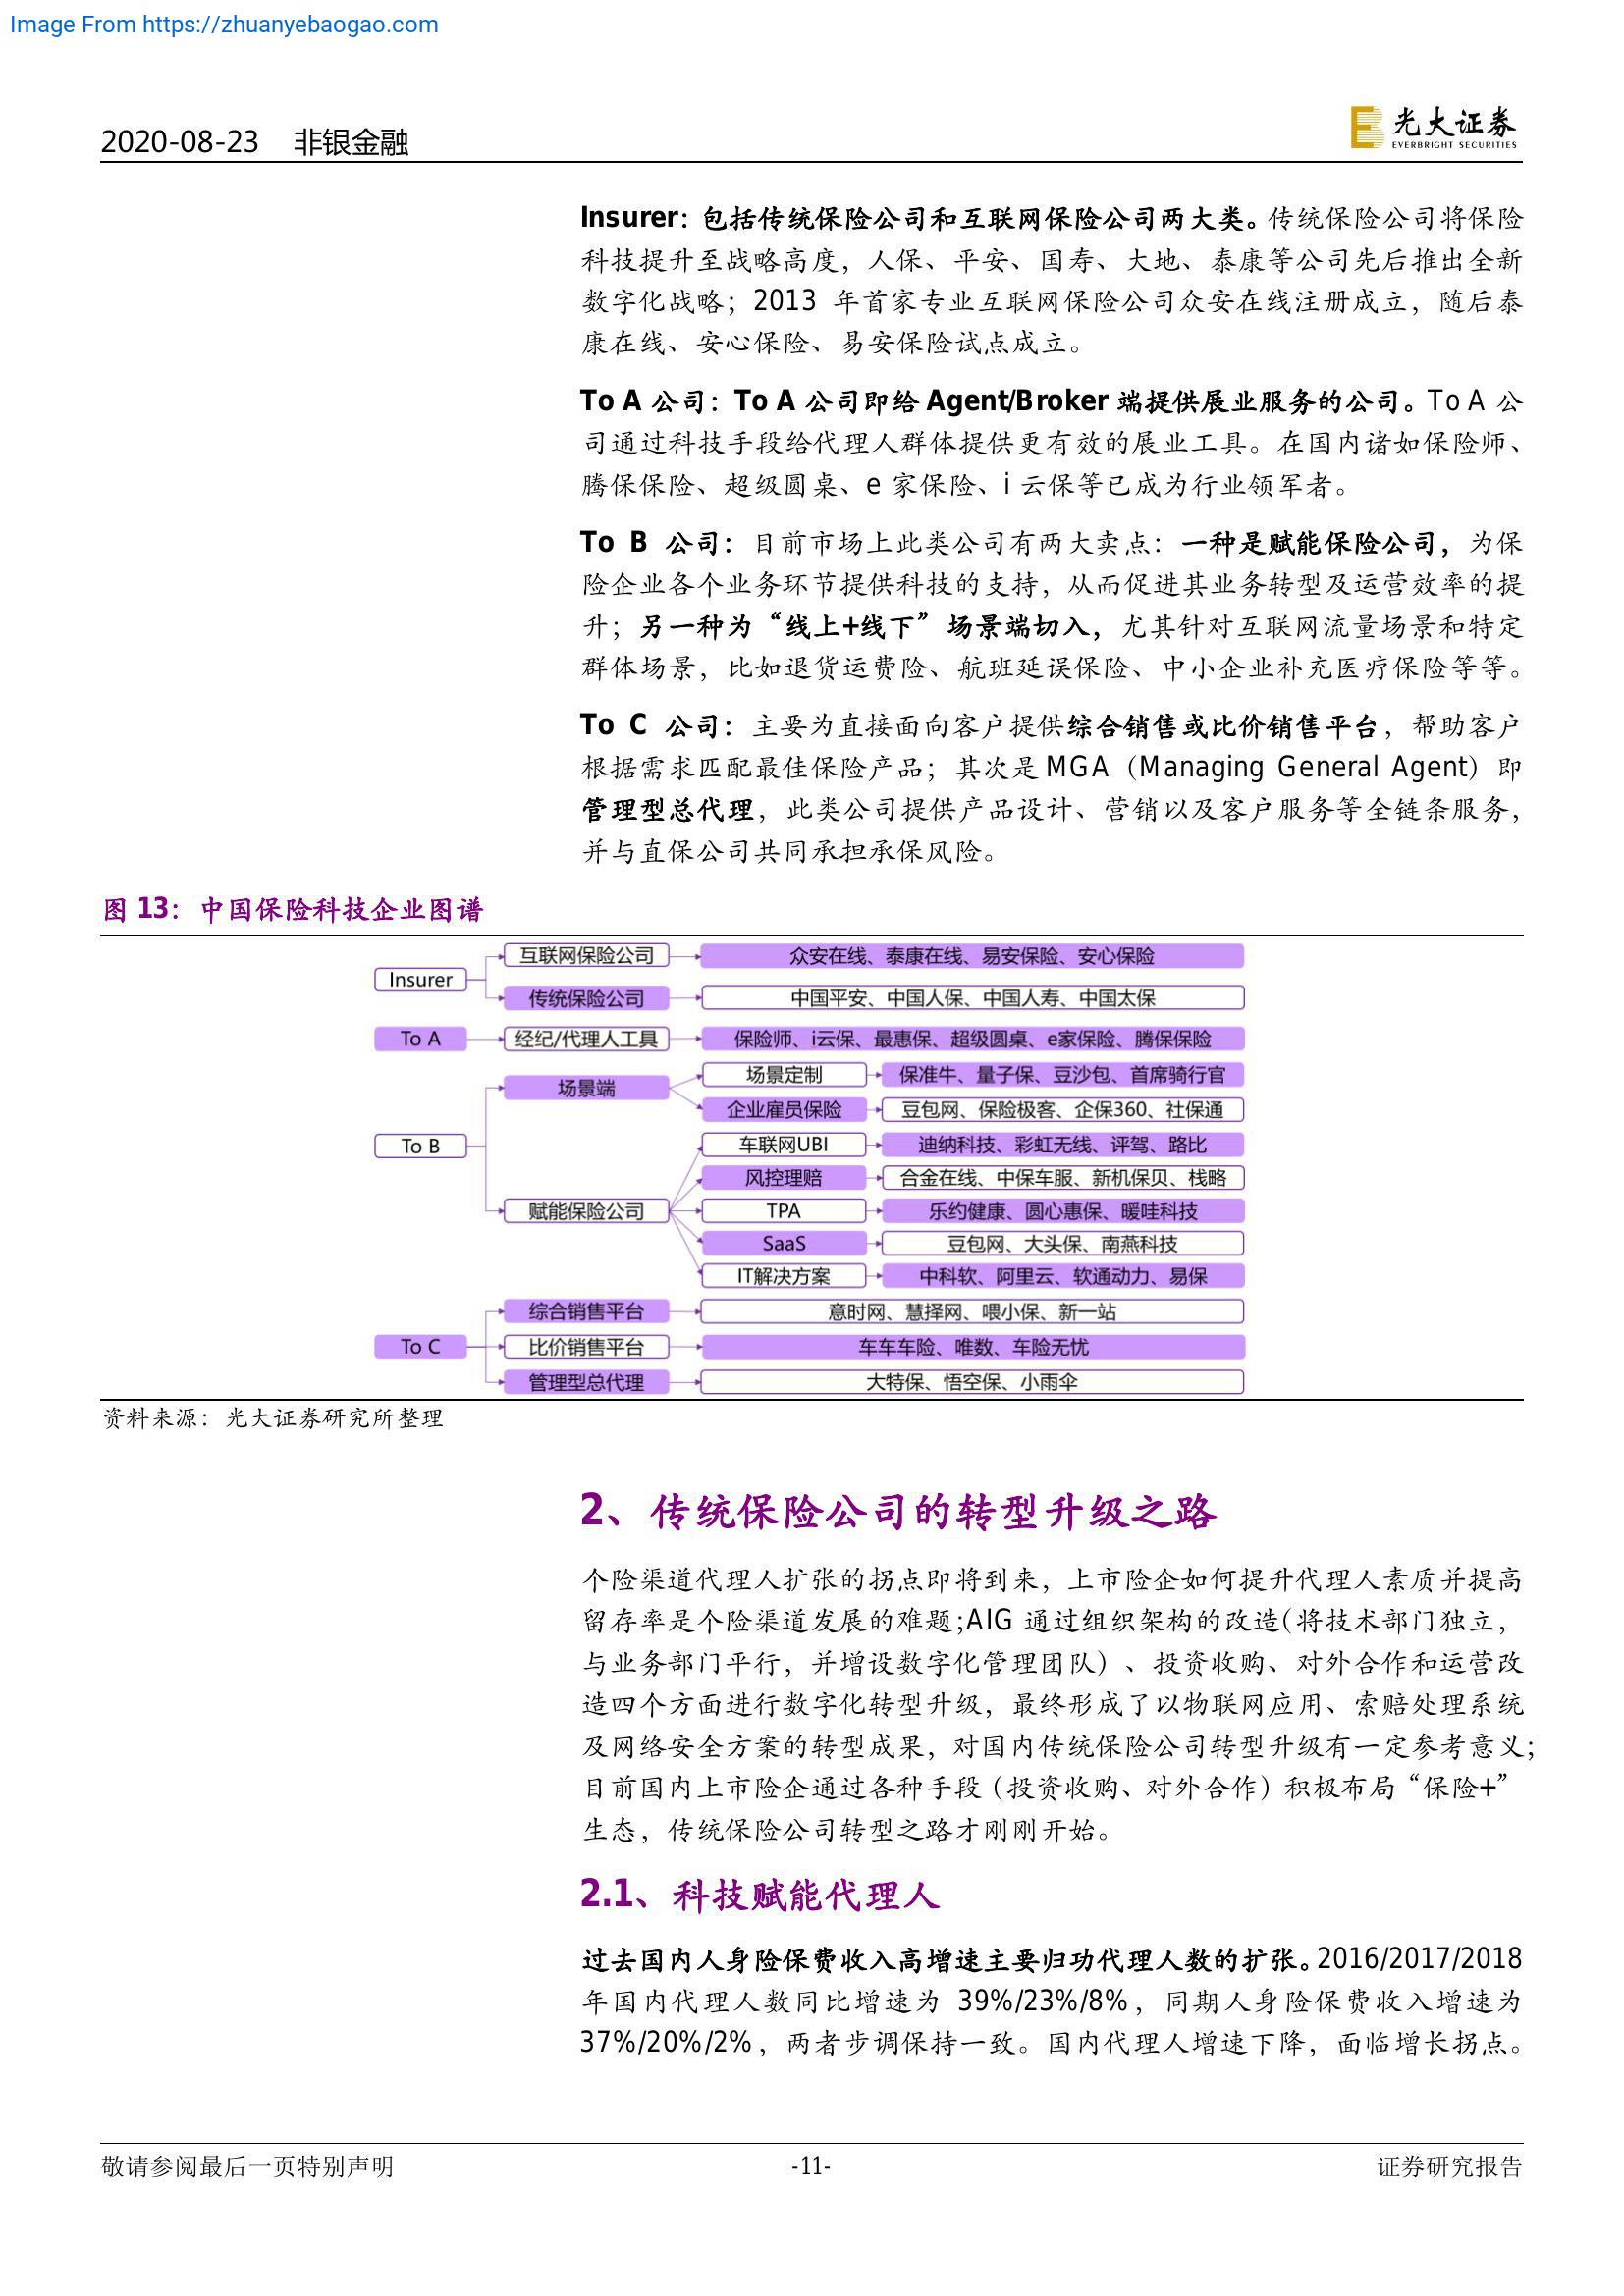 Image From https://zhuanyebaogao.com
2020-08-23 非银金融
光大证券
EVERBRIGHT SECURITIES
Insurer：包括传统保险公司和互联网保险公司两大类。传统保险公司将保险
科技提升至战略高度，人保、平安、国寿、大地、泰康等公司先后推出全新
数字化战略；2013 年首家专业互联网保险公司众安在线注册成立，随后泰
康在线、安心保险、易安保险试点成立。
To A 公司：To A 公司即给 Agent/Broker 端提供展业服务的公司。To A 公
司通过科技手段给代理人群体提供更有效的展业工具。在国内诸如保险师、
腾保保险、超级圆桌、e 家保险、i 云保等已成为行业领军者。
To B 公司：目前市场上此类公司有两大卖点：一种是赋能保险公司，为保
险企业各个业务环节提供科技的支持，从而促进其业务转型及运营效率的提
升；另一种为“线上+线下”场景端切入，尤其针对互联网流量场景和特定
群体场景，比如退货运费险、航班延误保险、中小企业补充医疗保险等等。
To C 公司：主要为直接面向客户提供综合销售或比价销售平台，帮助客户
根据需求匹配最佳保险产品；其次是 MGA（Managing General Agent）即
管理型总代理，此类公司提供产品设计、营销以及客户服务等全链条服务，
并与直保公司共同承担承保风险。
图 13：中国保险科技企业图谱
互联网保险公司 众安在线、泰康在线、易安保险、安心保险
Insurer
传统保险公司 中国平安、中国人保、中国人寿、中国太保
To A 经纪/代理人工具 保险师、i云保、最惠保、超级圆桌、e家保险、腾保保险
场景定制 保准牛、量子保、豆沙包、首席骑行官
场景端
企业雇员保险 豆包网、保险极客、企保360、社保通
To B 车联网UBI 迪纳科技、彩虹无线、评驾、路比
风控理赔 合金在线、中保车服、新机保贝、栈略
赋能保险公司 TPA 乐约健康、圆心惠保、暖哇科技
SaaS 豆包网、大头保、南燕科技
IT解决方案 中科软、阿里云、软通动力、易保
综合销售平台 意时网、慧择网、喂小保、新一站
To C 比价销售平台 车车车险、唯数、车险无忧
管理型总代理 大特保、悟空保、小雨伞
资料来源：光大证券研究所整理
2、传统保险公司的转型升级之路
个险渠道代理人扩张的拐点即将到来，上市险企如何提升代理人素质并提高
留存率是个险渠道发展的难题;AIG 通过组织架构的改造(将技术部门独立，
与业务部门平行，并增设数字化管理团队）、投资收购、对外合作和运营改
造四个方面进行数字化转型升级，最终形成了以物联网应用、索赔处理系统
及网络安全方案的转型成果，对国内传统保险公司转型升级有一定参考意义；
目前国内上市险企通过各种手段（投资收购、对外合作）积极布局“保险+”
生态，传统保险公司转型之路才刚刚开始。
2.1、科技赋能代理人
过去国内人身险保费收入高增速主要归功代理人数的扩张。2016/2017/2018
年国内代理人数同比增速为 39%/23%/8%，同期人身险保费收入增速为
37%/20%/2%，两者步调保持一致。国内代理人增速下降，面临增长拐点。
敬请参阅最后一页特别声明 -11- 证券研究报告